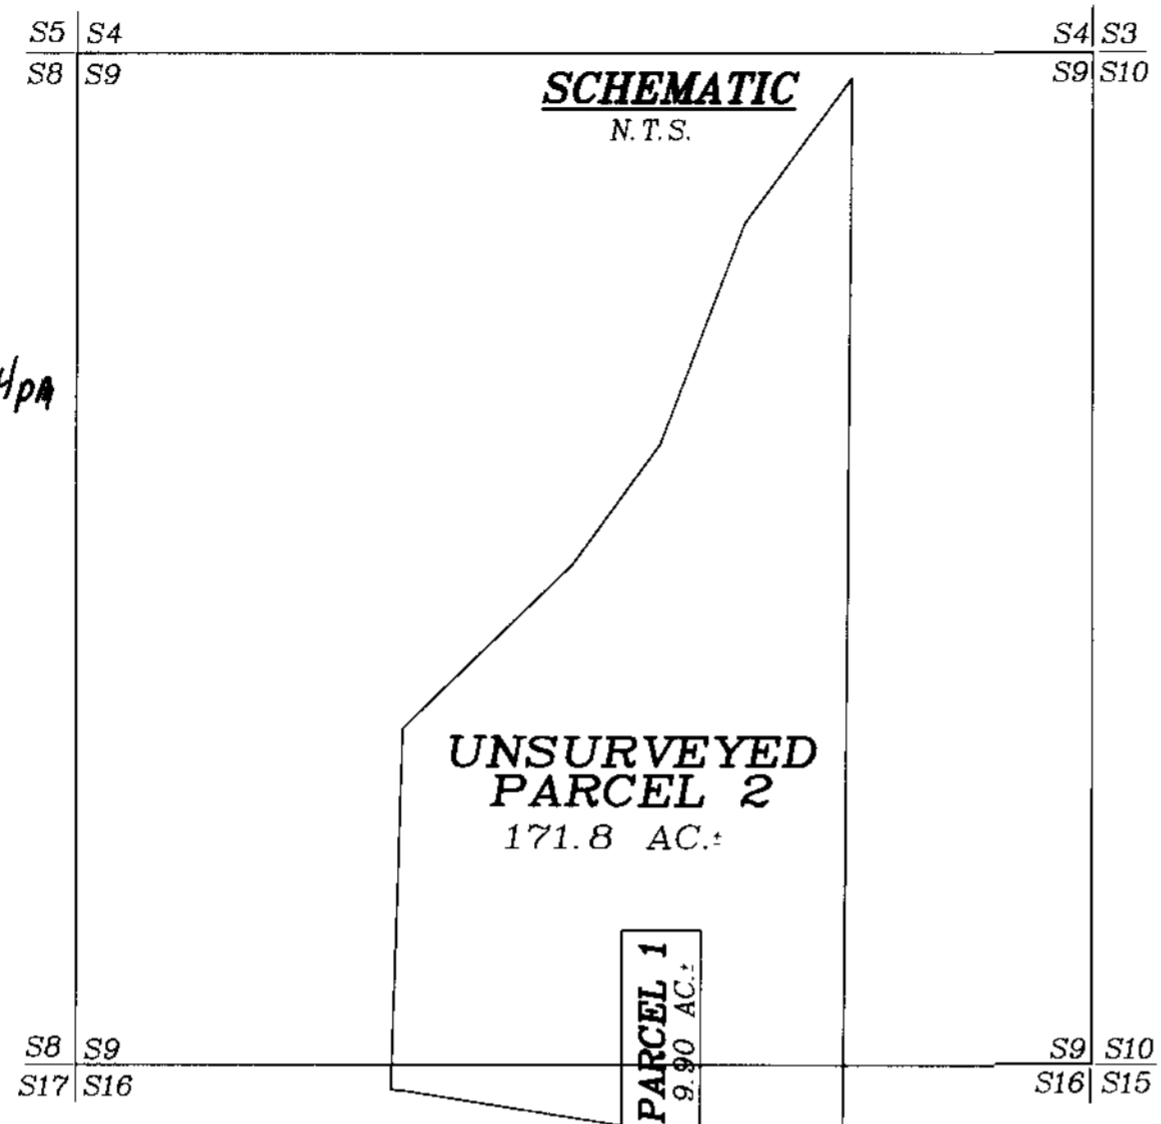 S5 S4
S4 S3
S8 S9
S9 S10
SCHEMATIC
N.T.S.
UNSURVEYED
PARCEL 2
171.8 AC.±
PARCEL 1
9.90 AC.±
S8 S9
S9 S10
S17 S16
S16 S15